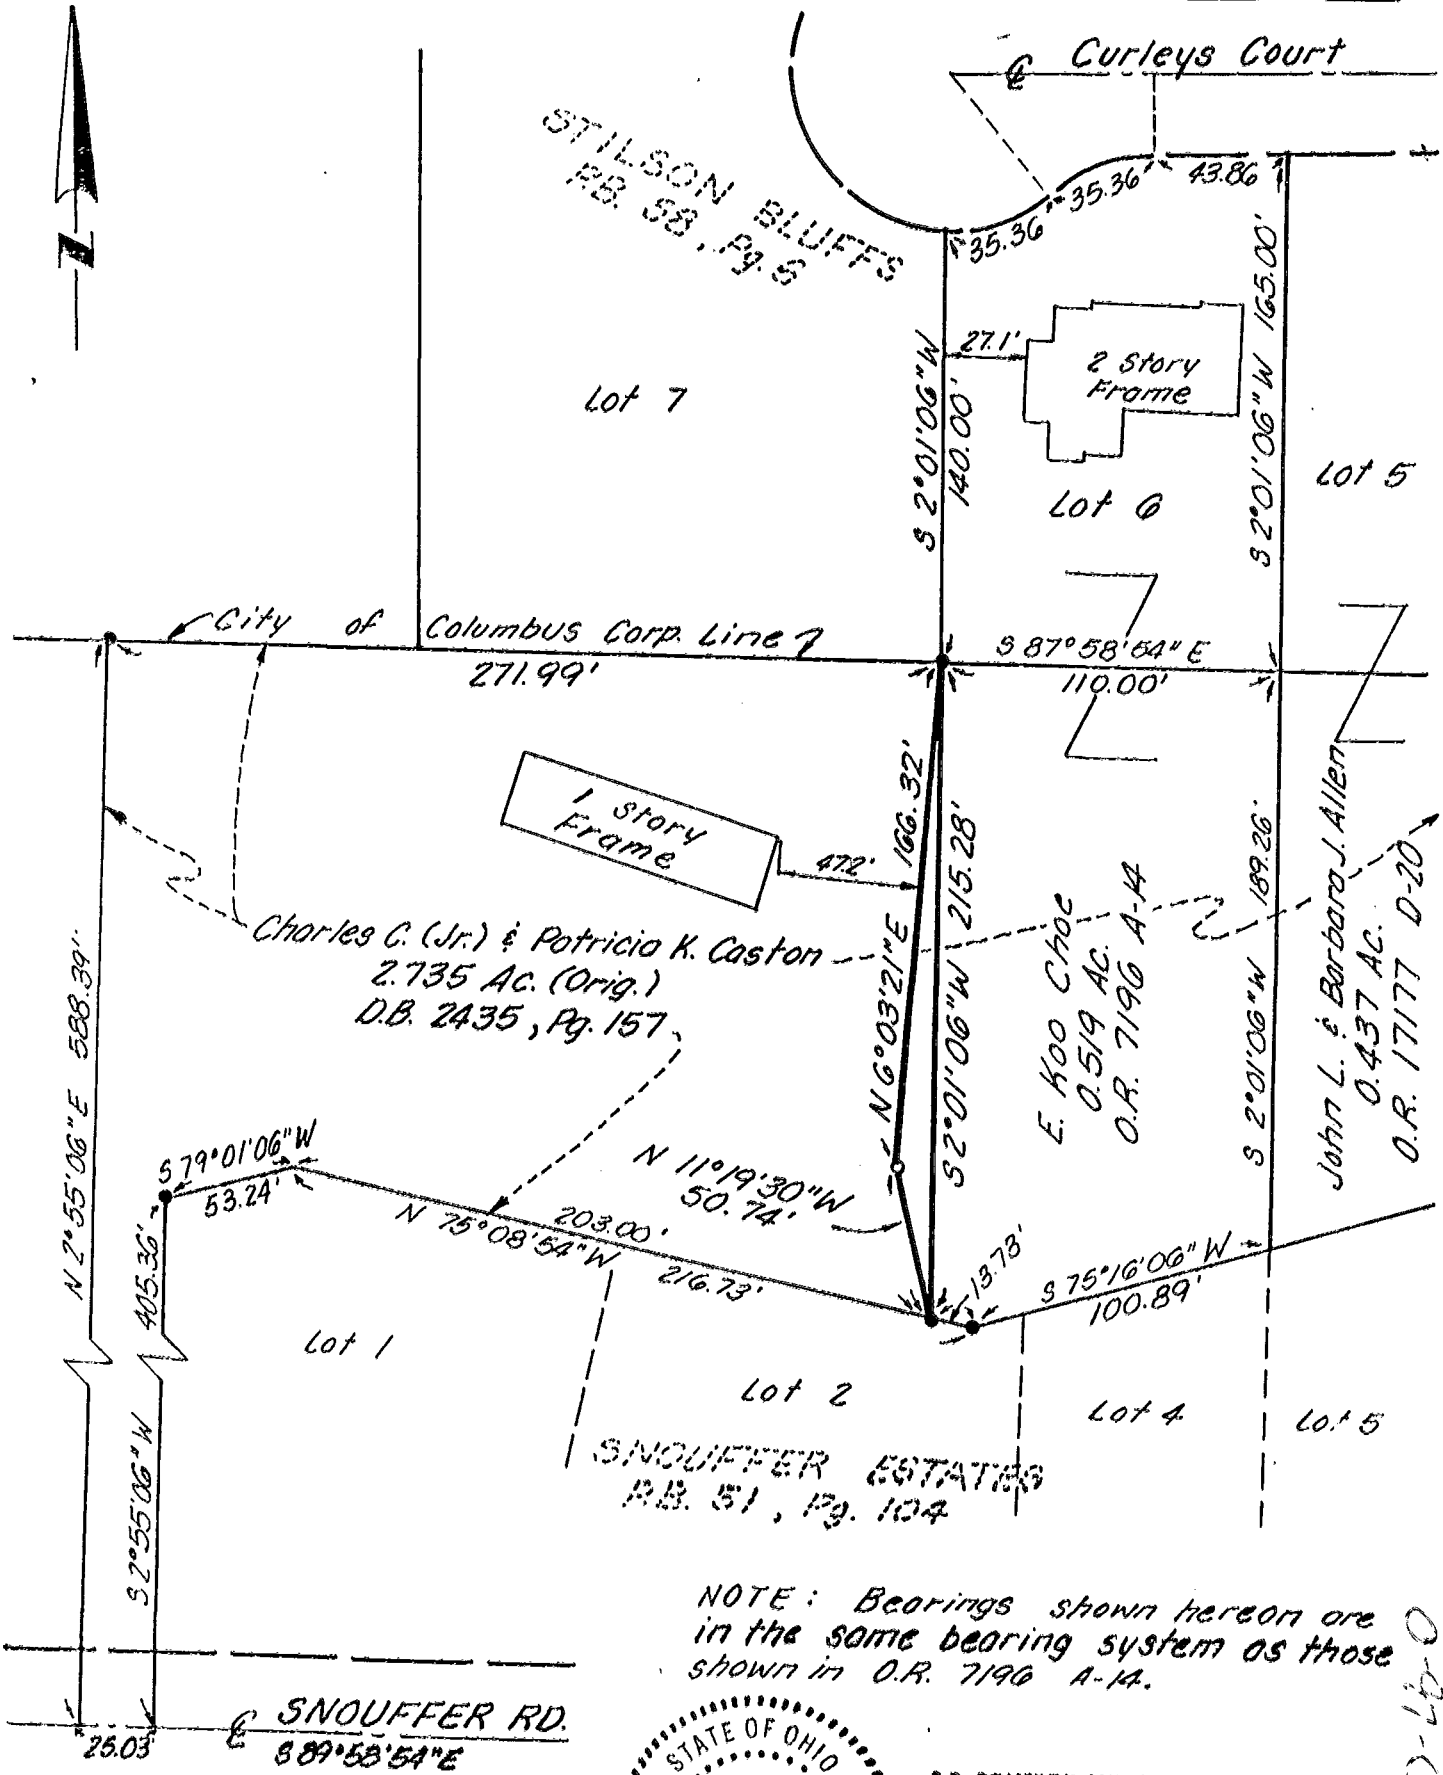 ℄ Curleys Court
STILSON BLUFFS
P.B. 58, Pg. 5
35.36
35.36
43.86
165.00'
S 2°01'06" W
27.1'
2 Story
Frame
Lot 7
S 2°01'06" W
140.00'
Lot 6
Lot 5
City of Columbus Corp. Line
271.99'
S 87°58'54" E
110.00'
1 Story
Frame
47.2'
N 6°03'21" E 166.32'
S 2°01'06" W 215.28'
Charles C. (Jr.) & Patricia K. Caston
2.735 Ac. (Orig.)
D.B. 2435, Pg. 157
E. Koo Choe
0.519 AC.
O.R. 7196 A-14
S 2°01'06" W 189.26'
John L. & Barbara J. Allen
0.437 AC.
O.R. 17177 D-20
N 2°55'06" E 588.39'
S 79°01'06" W
53.24'
N 11°19'30" W
50.74'
203.00'
N 75°08'54" W
216.73'
13.73'
S 75°16'06" W
100.89'
405.36'
S 2°55'06" W
Lot 1
Lot 2
Lot 4
Lot 5
SNOUFFER ESTATES
P.B. 51, Pg. 104
NOTE: Bearings shown hereon are
in the same bearing system as those
shown in O.R. 7196 A-14.
℄ SNOUFFER RD.
S 89°58'54" E
25.03
STATE OF OHIO